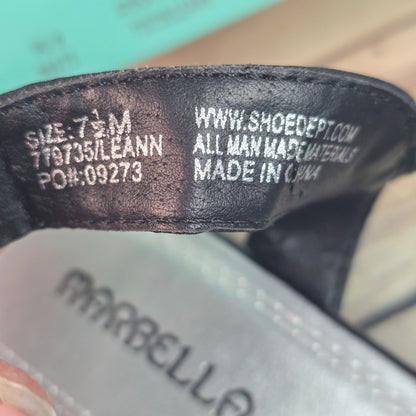 SIZE: 7½M
779735/LEANN
PO#:09273
WWW.SHOEDEPT.COM
ALL MAN MADE MATERIALS
MADE IN CHINA
MARBELLA